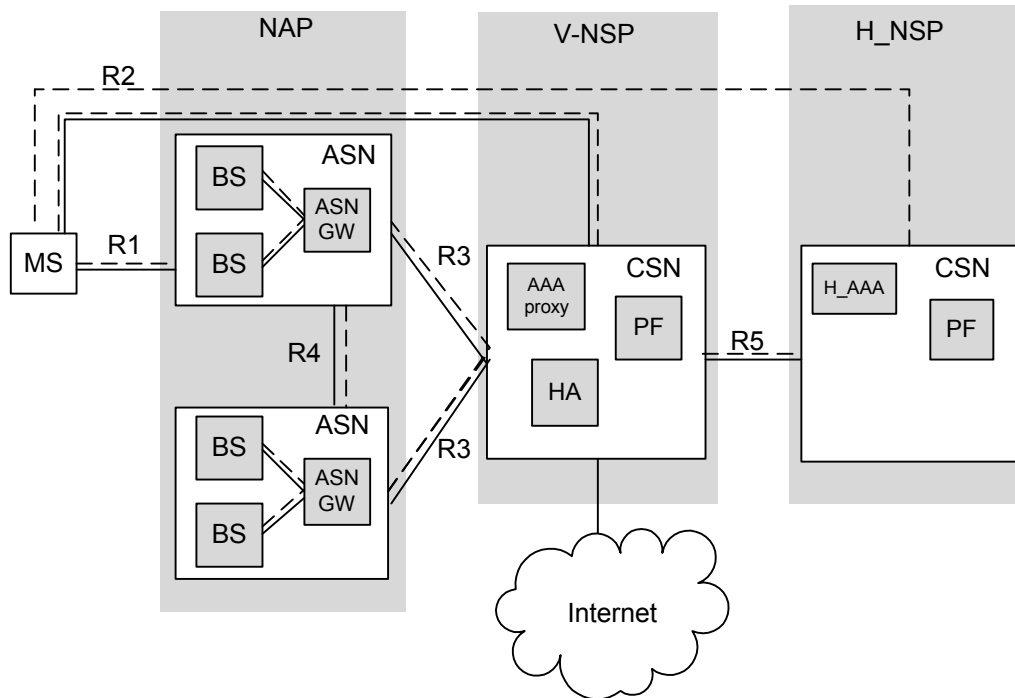 NAP
V-NSP
H_NSP
R2
ASN
BS
ASN
GW
BS
MS
R1
R3
CSN
AAA
proxy
PF
HA
CSN
H_AAA
PF
R5
R4
ASN
BS
ASN
GW
BS
R3
Internet